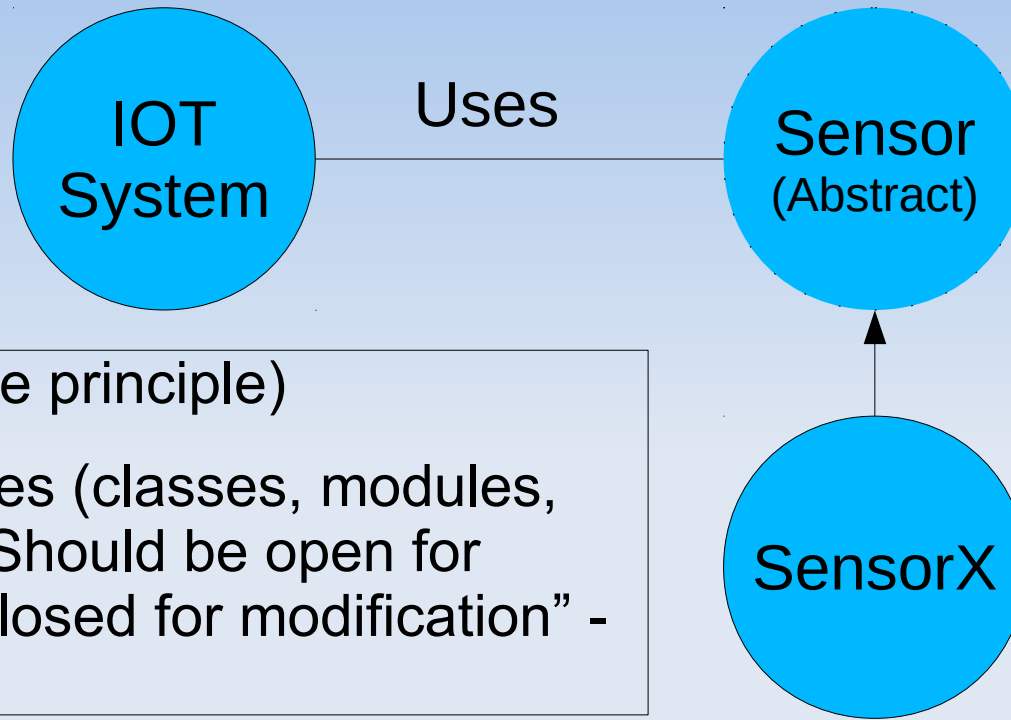 IOT
System
Uses
Sensor
(Abstract)
e principle)
es (classes, modules,
Should be open for
losed for modification” -
SensorX